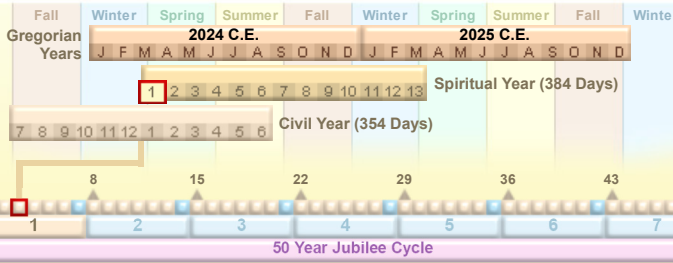 Fall Winter Spring Summer Fall Winter Spring Summer Fall Winte
Gregorian Years
2024 C.E. 2025 C.E.
J F M A M J J A S O N D J F M A M J J A S O N D
1 2 3 4 5 6 7 8 9 10 11 12 13 Spiritual Year (384 Days)
7 8 9 10 11 12 1 2 3 4 5 6 Civil Year (354 Days)
8 15 22 29 36 43
1 2 3 4 5 6 7
50 Year Jubilee Cycle